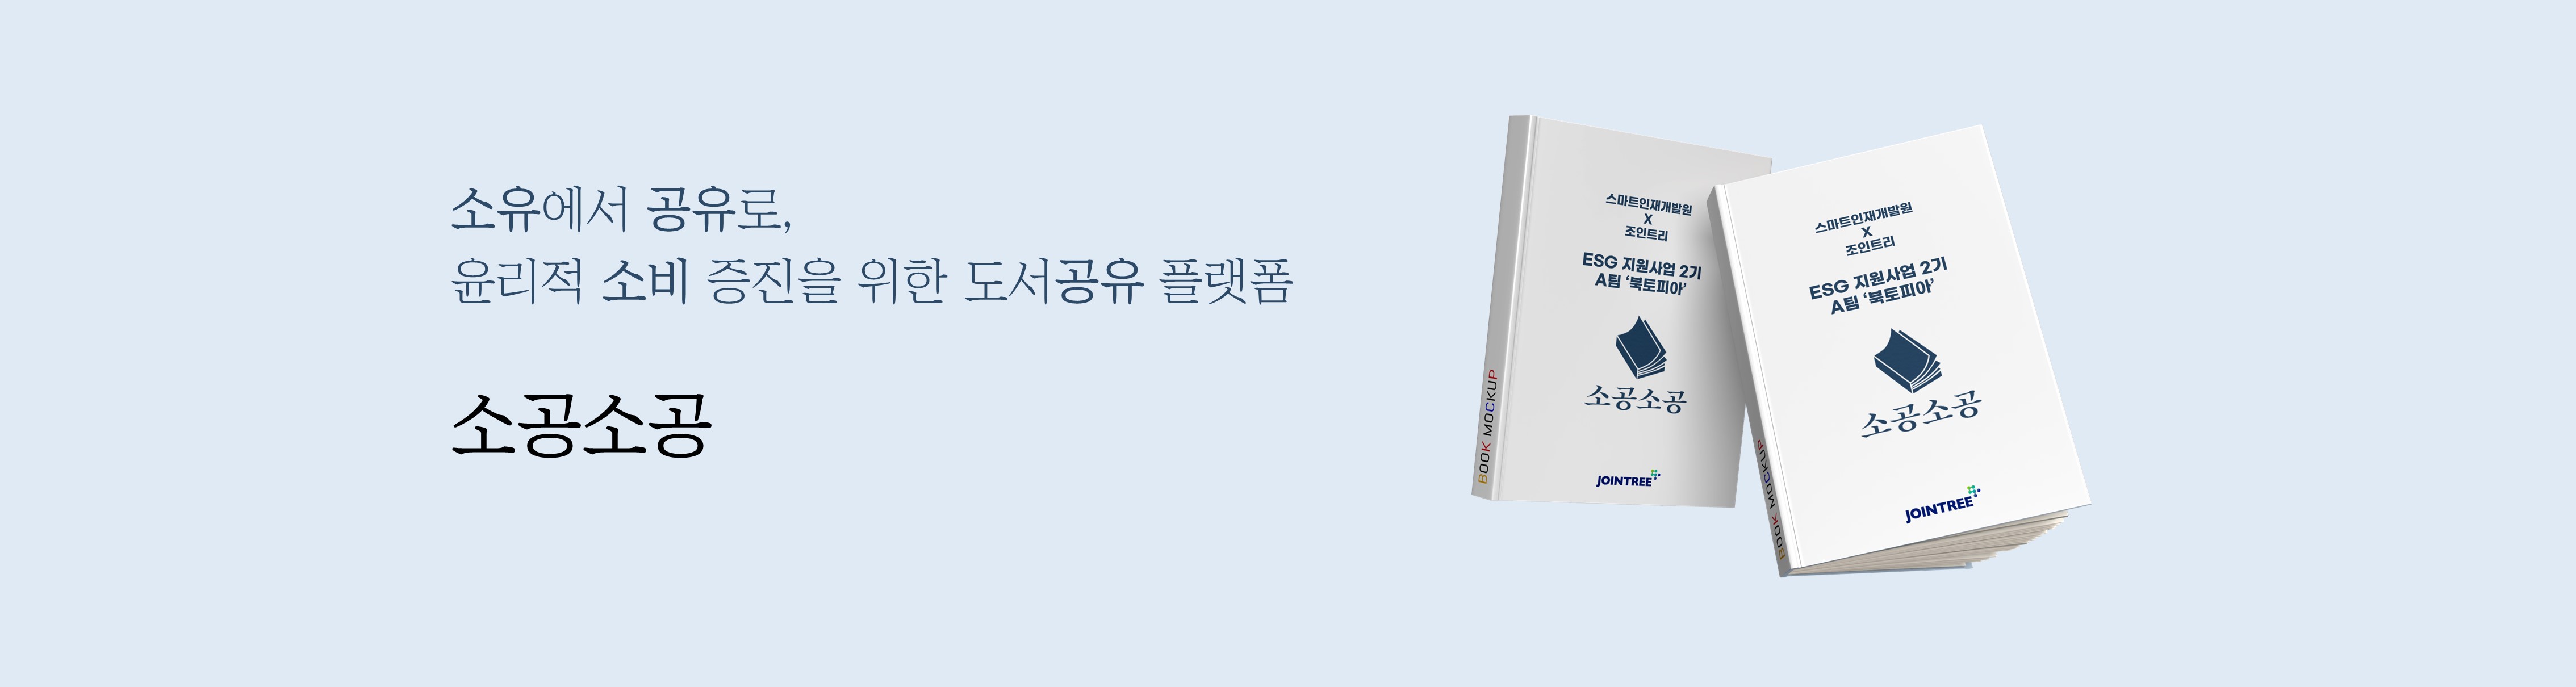 소유에서 공유로,
윤리적 소비 증진을 위한 도서공유 플랫폼
소공소공
스마트인재개발원
X
조인트리
ESG 지원사업 2기
A팀 ‘북토피아’
소공소공
JOINTREE
BOOK MOCKUP
스마트인재개발원
X
조인트리
ESG 지원사업 2기
A팀 ‘북토피아’
소공소공
JOINTREE
BOOK MOCKUP